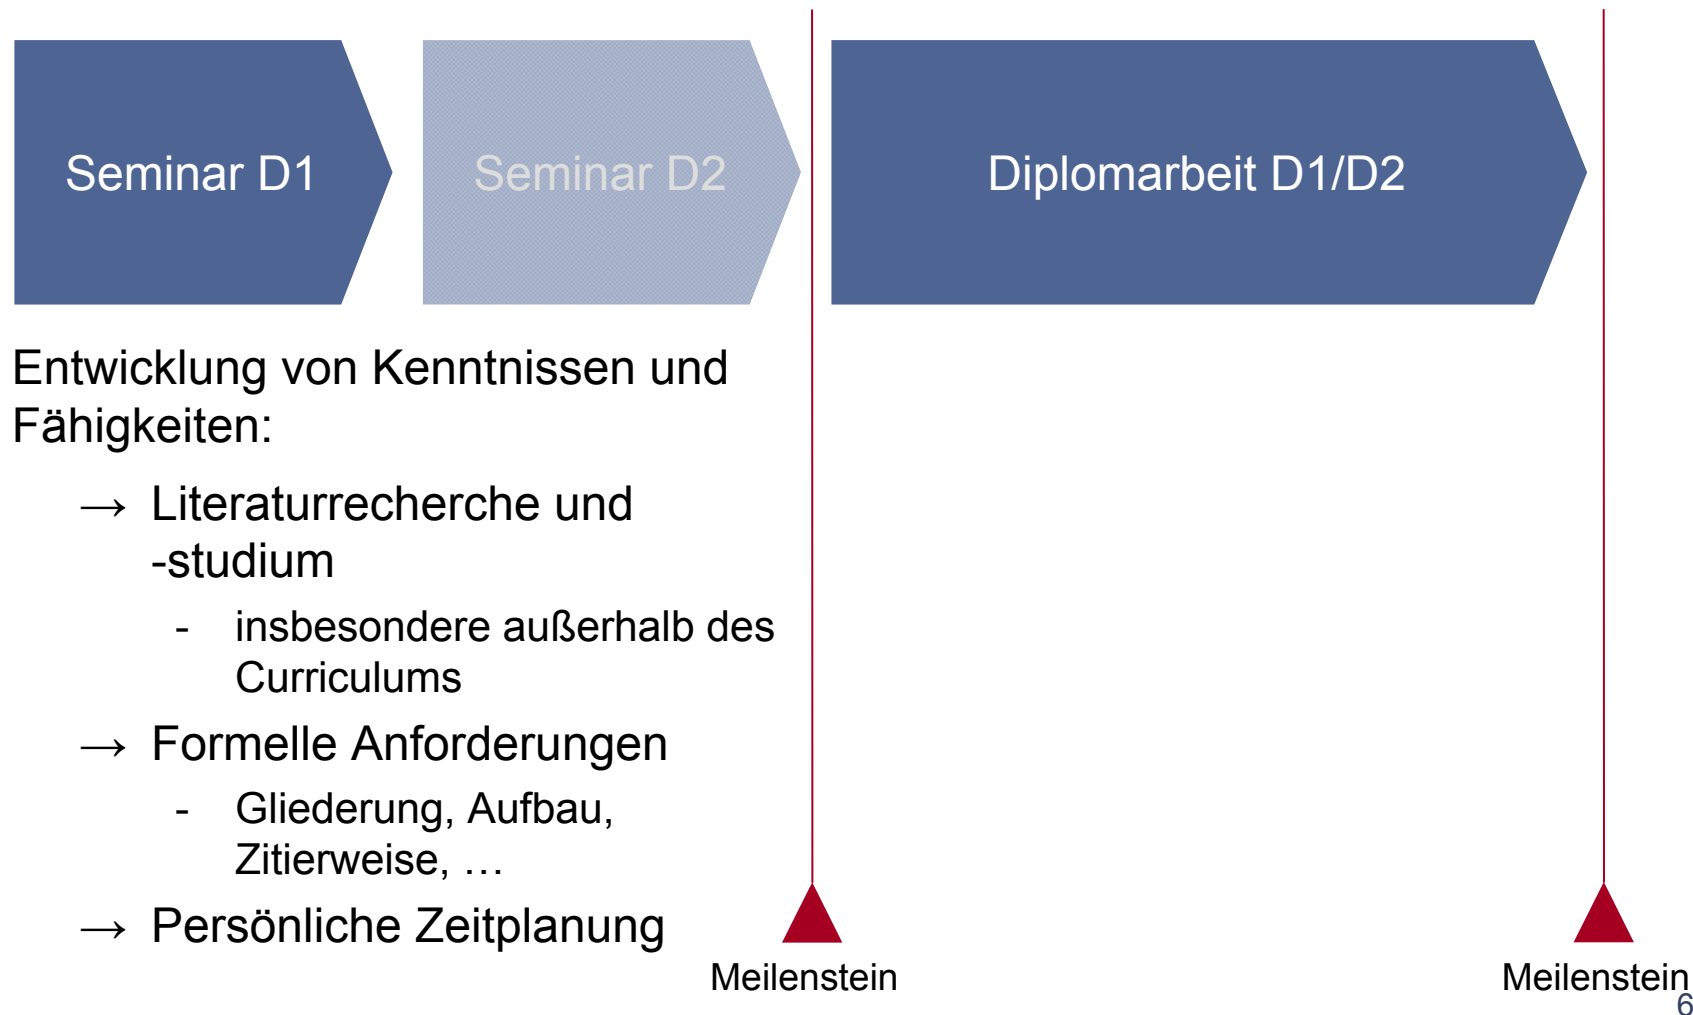 Seminar D1
Seminar D2
Diplomarbeit D1/D2
Entwicklung von Kenntnissen und
Fähigkeiten:
→ Literaturrecherche und
-studium
- insbesondere außerhalb des
Curriculums
→ Formelle Anforderungen
- Gliederung, Aufbau,
Zitierweise, …
→ Persönliche Zeitplanung
Meilenstein
Meilenstein
6